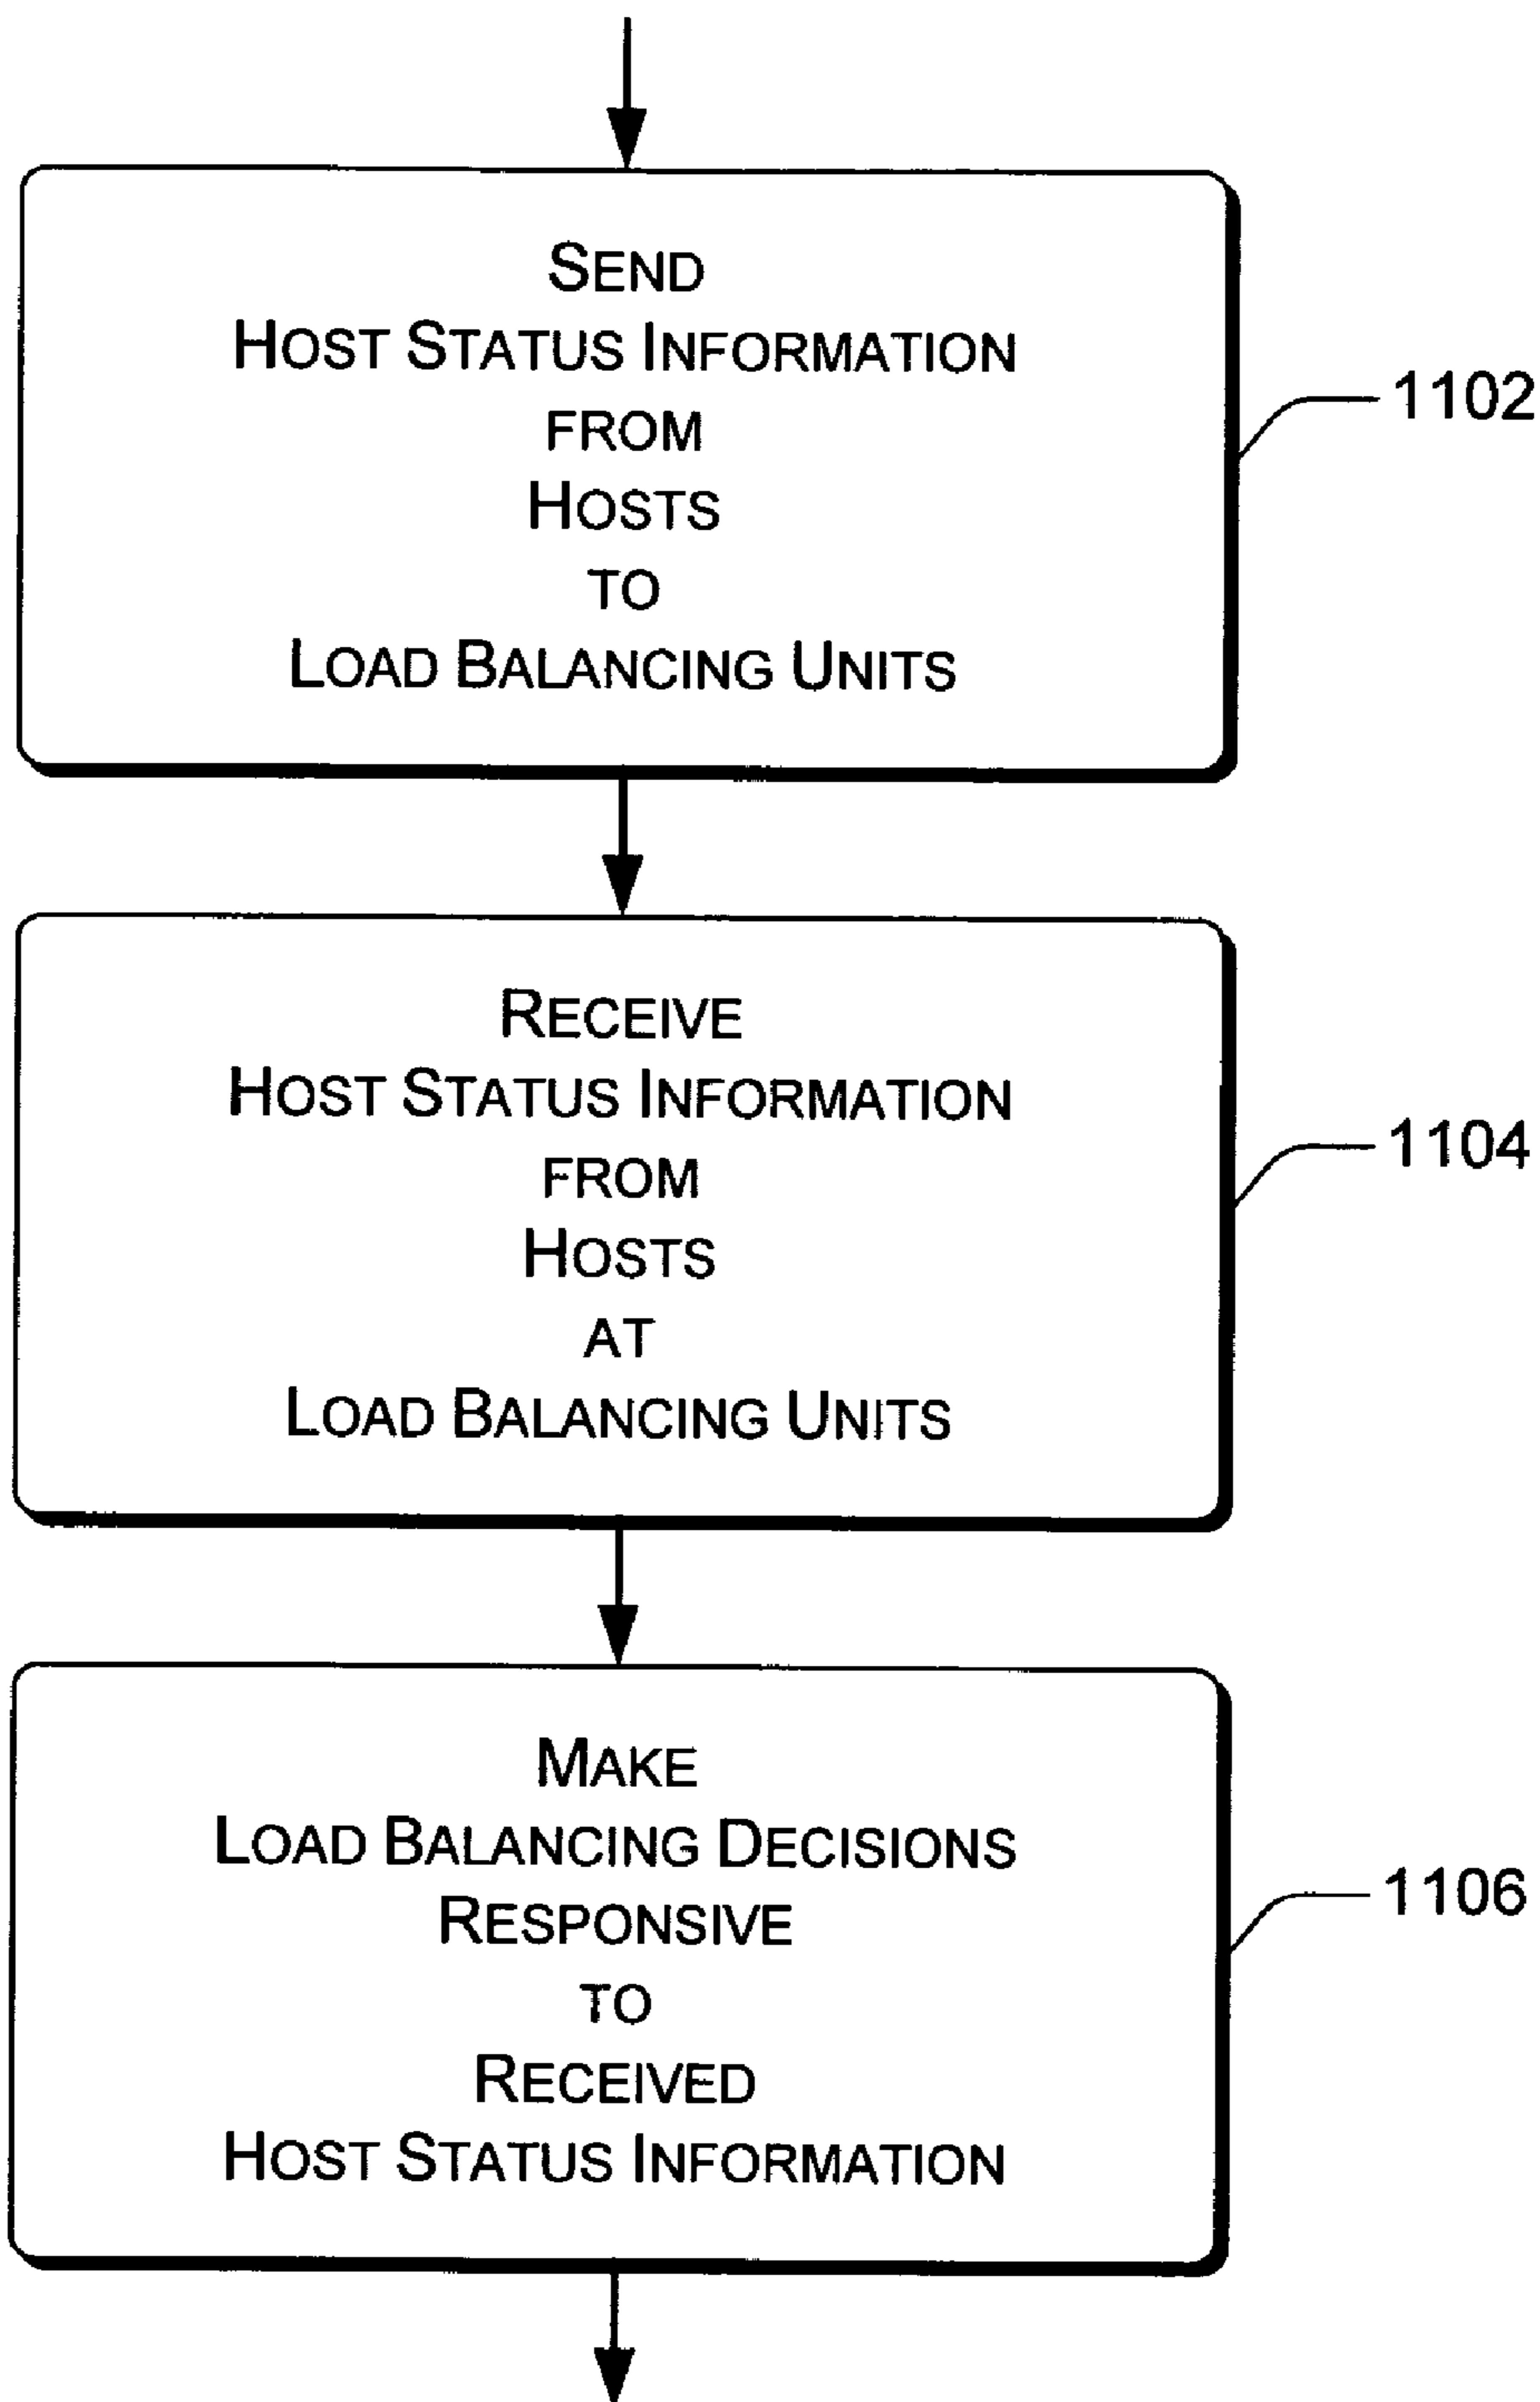 SEND
HOST STATUS INFORMATION
FROM
HOSTS
TO
LOAD BALANCING UNITS
1102
RECEIVE
HOST STATUS INFORMATION
FROM
HOSTS
AT
LOAD BALANCING UNITS
1104
MAKE
LOAD BALANCING DECISIONS
RESPONSIVE
TO
RECEIVED
HOST STATUS INFORMATION
1106